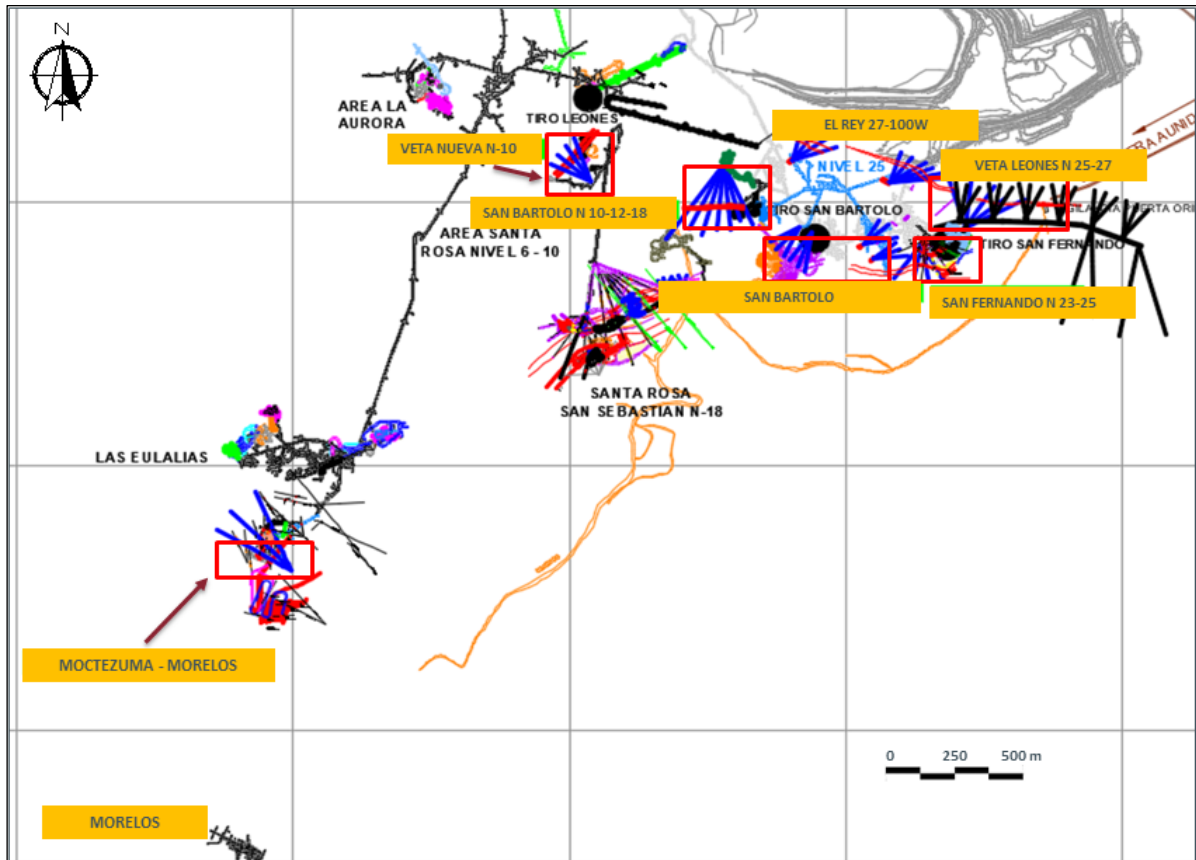 N
AREA LA
AURORA
TIRO LEONES
EL REY 27-100W
VETA NUEVA N-10
NIVEL 25
VETA LEONES N 25-27
SAN BARTOLO N 10-12-18
TIRO SAN BARTOLO
AREA SANTA
ROSA NIVEL 6 - 10
TIRO SAN FERNANDO
SAN BARTOLO
SAN FERNANDO N 23-25
SANTA ROSA
SAN SEBASTIAN N-18
LAS EULALIAS
MOCTEZUMA - MORELOS
0 250 500 m
MORELOS